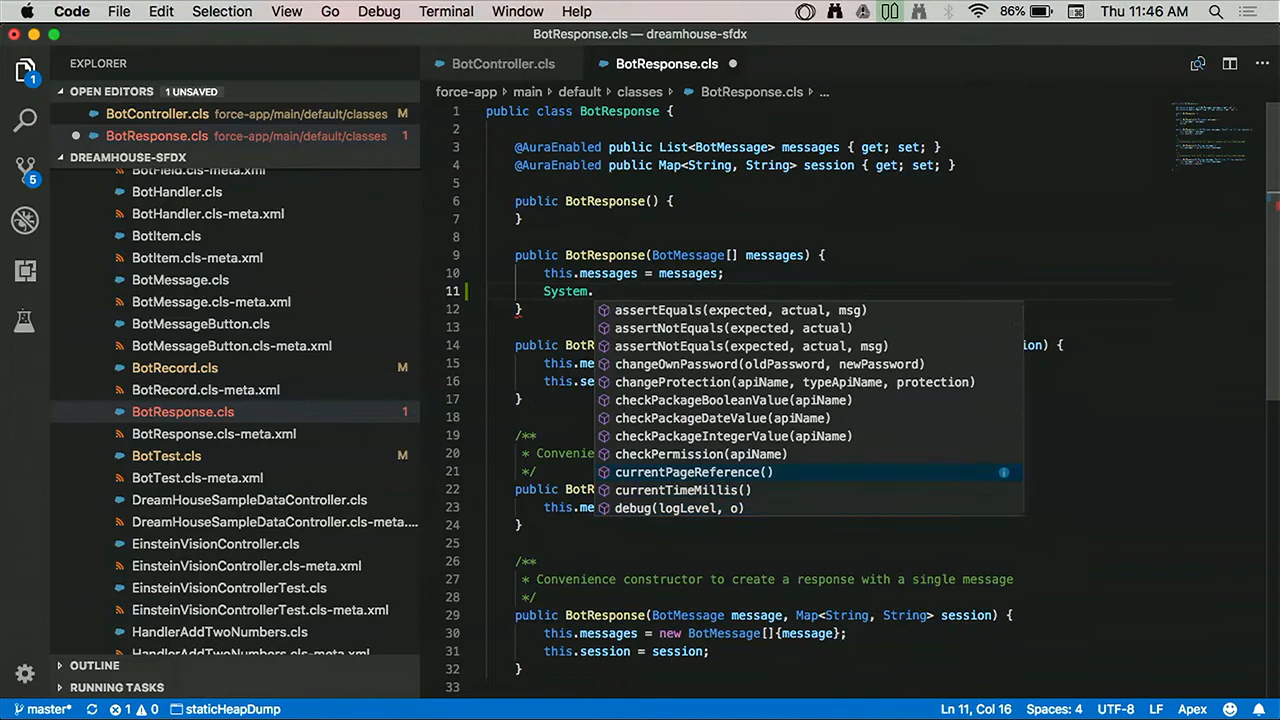 Code File Edit Selection View Go Debug Terminal Window Help 86% Thu 11:46 AM
BotResponse.cls — dreamhouse-sfdx
EXPLORER
OPEN EDITORS 1 UNSAVED
BotController.cls force-app/main/default/classes M
BotResponse.cls force-app/main/default/classes 1
DREAMHOUSE-SFDX
BotField.cls-meta.xml
BotHandler.cls
BotHandler.cls-meta.xml
BotItem.cls
BotItem.cls-meta.xml
BotMessage.cls
BotMessage.cls-meta.xml
BotMessageButton.cls
BotMessageButton.cls-meta.xml
BotRecord.cls M
BotRecord.cls-meta.xml
BotResponse.cls 1
BotResponse.cls-meta.xml
BotTest.cls M
BotTest.cls-meta.xml
DreamHouseSampleDataController.cls
DreamHouseSampleDataController.cls-meta....
EinsteinVisionController.cls
EinsteinVisionController.cls-meta.xml
EinsteinVisionControllerTest.cls
EinsteinVisionControllerTest.cls-meta.xml
HandlerAddTwoNumbers.cls
HandlerAddTwoNumbers.cls-meta.xml
OUTLINE
RUNNING TASKS
1
5
BotController.cls BotResponse.cls
force-app main default classes BotResponse.cls ...
1 public class BotResponse {
2
3 @AuraEnabled public List<BotMessage> messages { get; set; }
4 @AuraEnabled public Map<String, String> session { get; set; }
5
6 public BotResponse() {
7 }
8
9 public BotResponse(BotMessage[] messages) {
10 this.messages = messages;
11 System.
12 }
13
14 public BotR ion) {
15 this.me
16 this.se
17 }
18
19 /**
20 * Convenie
21 */
22 public BotR
23 this.me
24 }
25
26 /**
27 * Convenience constructor to create a response with a single message
28 */
29 public BotResponse(BotMessage message, Map<String, String> session) {
30 this.messages = new BotMessage[]{message};
31 this.session = session;
32 }
33
assertEquals(expected, actual, msg)
assertNotEquals(expected, actual)
assertNotEquals(expected, actual, msg)
changeOwnPassword(oldPassword, newPassword)
changeProtection(apiName, typeApiName, protection)
checkPackageBooleanValue(apiName)
checkPackageDateValue(apiName)
checkPackageIntegerValue(apiName)
checkPermission(apiName)
currentPageReference()
currentTimeMillis()
debug(logLevel, o)
master* 1 0 staticHeapDump Ln 11, Col 16 Spaces: 4 UTF-8 LF Apex